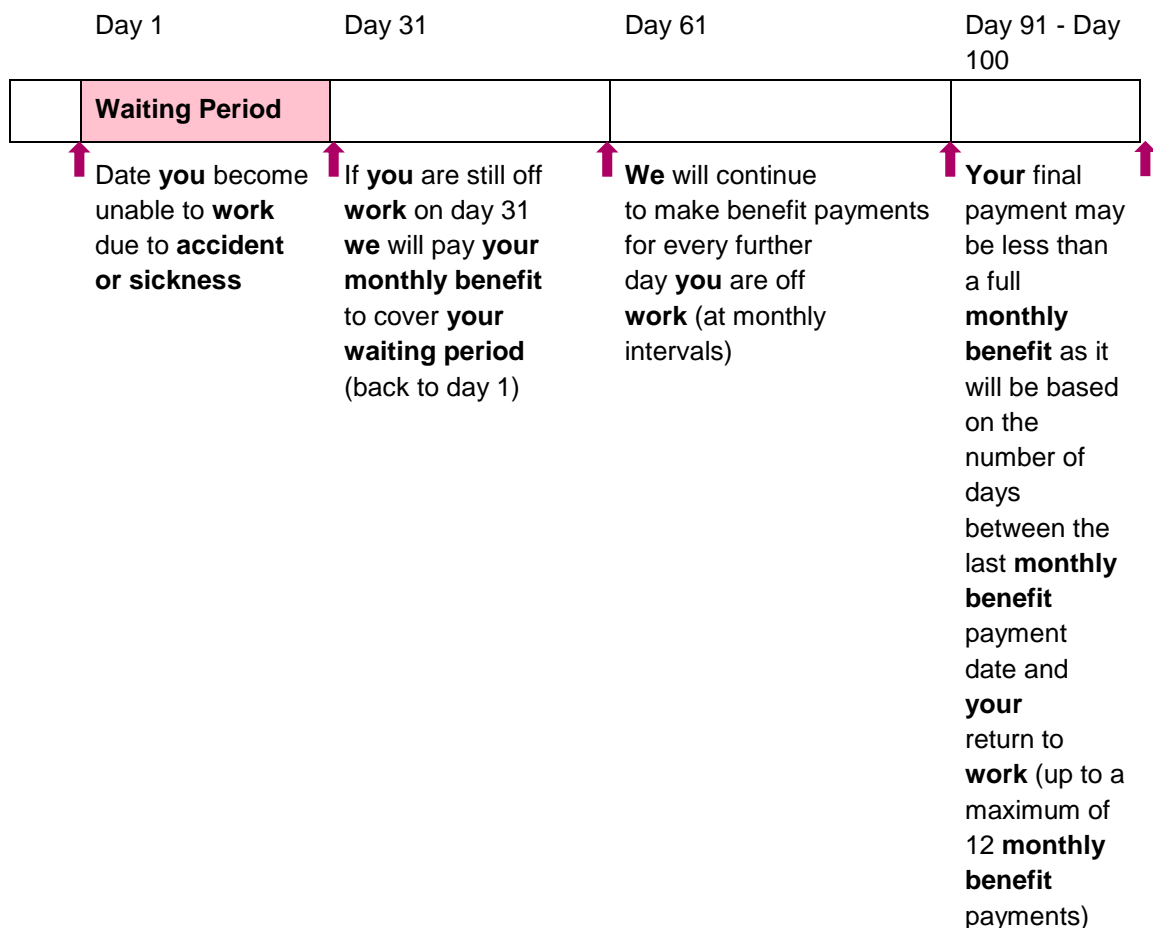 Day 1
Day 31
Day 61
Day 91 - Day
100
Waiting Period
Date you become
unable to work
due to accident
or sickness
If you are still off
work on day 31
we will pay your
monthly benefit
to cover your
waiting period
(back to day 1)
We will continue
to make benefit payments
for every further
day you are off
work (at monthly
intervals)
Your final
payment may
be less than
a full
monthly
benefit as it
will be based
on the
number of
days
between the
last monthly
benefit
payment
date and
your
return to
work (up to a
maximum of
12 monthly
benefit
payments)